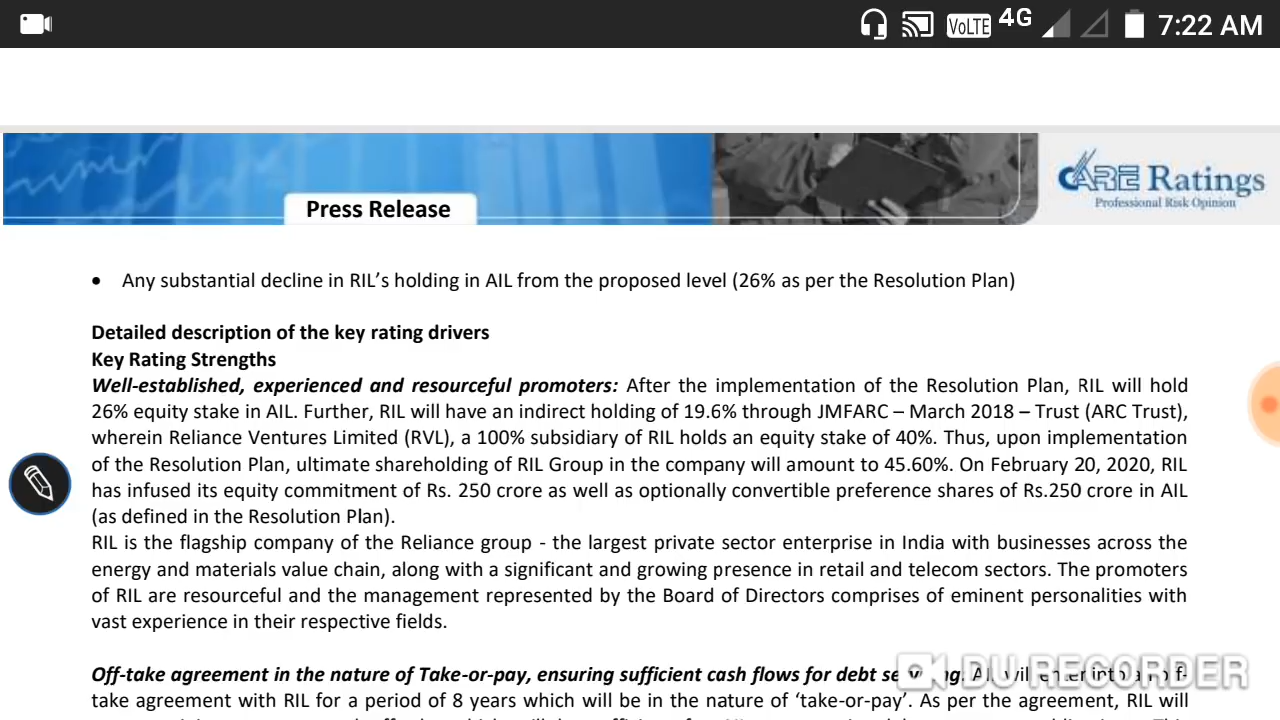 VoLTE 4G 7:22 AM
Press Release
CARE Ratings
Professional Risk Opinion
• Any substantial decline in RIL's holding in AIL from the proposed level (26% as per the Resolution Plan)
Detailed description of the key rating drivers
Key Rating Strengths
Well-established, experienced and resourceful promoters: After the implementation of the Resolution Plan, RIL will hold
26% equity stake in AIL. Further, RIL will have an indirect holding of 19.6% through JMFARC – March 2018 – Trust (ARC Trust),
wherein Reliance Ventures Limited (RVL), a 100% subsidiary of RIL holds an equity stake of 40%. Thus, upon implementation
of the Resolution Plan, ultimate shareholding of RIL Group in the company will amount to 45.60%. On February 20, 2020, RIL
has infused its equity commitment of Rs. 250 crore as well as optionally convertible preference shares of Rs.250 crore in AIL
(as defined in the Resolution Plan).
RIL is the flagship company of the Reliance group - the largest private sector enterprise in India with businesses across the
energy and materials value chain, along with a significant and growing presence in retail and telecom sectors. The promoters
of RIL are resourceful and the management represented by the Board of Directors comprises of eminent personalities with
vast experience in their respective fields.
Off-take agreement in the nature of Take-or-pay, ensuring sufficient cash flows for debt
DU RECORDER
take agreement with RIL for a period of 8 years which will be in the nature of 'take-or-pay'. As per the agreement, RIL will